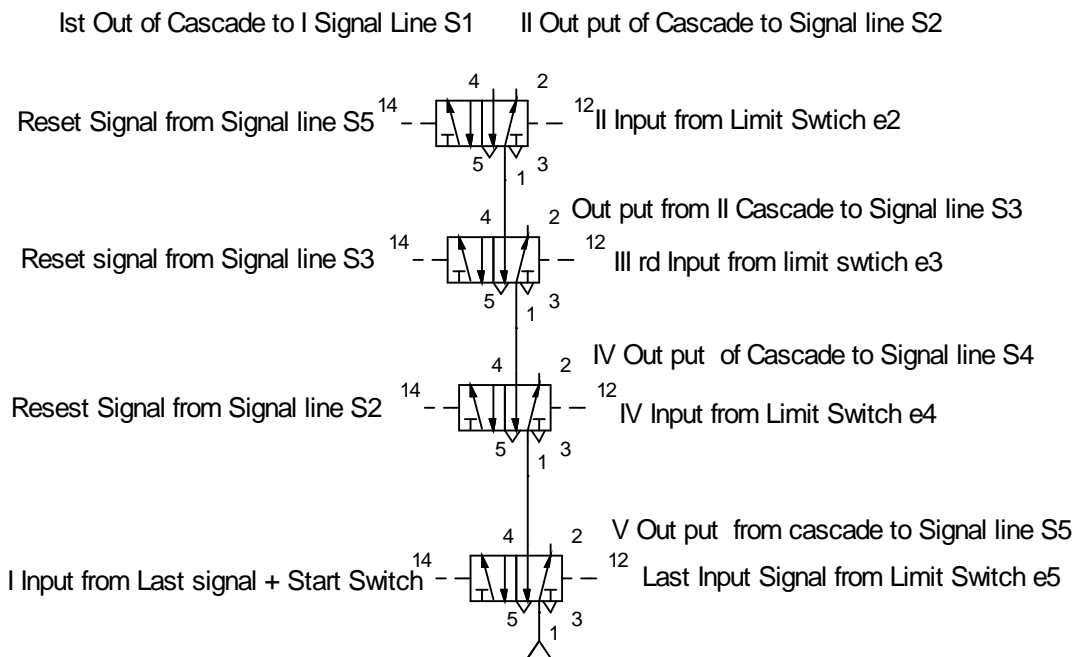 Ist Out of Cascade to I Signal Line S1 II Out put of Cascade to Signal line S2
4 2
14 12
Reset Signal from Signal line S5 II Input from Limit Swtich e2
5 3
1
Out put from II Cascade to Signal line S3
4 2
14 12
Reset signal from Signal line S3 III rd Input from limit swtich e3
5 3
1
IV Out put of Cascade to Signal line S4
4 2
14 12
Resest Signal from Signal line S2 IV Input from Limit Switch e4
5 3
1
V Out put from cascade to Signal line S5
4 2
14 12
I Input from Last signal + Start Switch Last Input Signal from Limit Switch e5
5 3
1